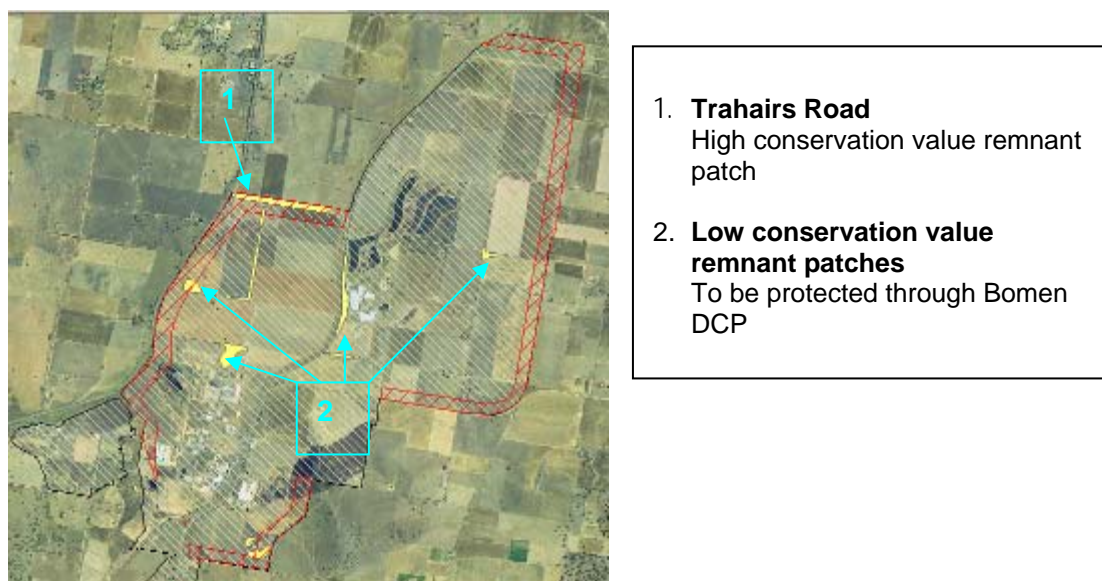 1
2
1. Trahairs Road
High conservation value remnant
patch
2. Low conservation value
remnant patches
To be protected through Bomen
DCP